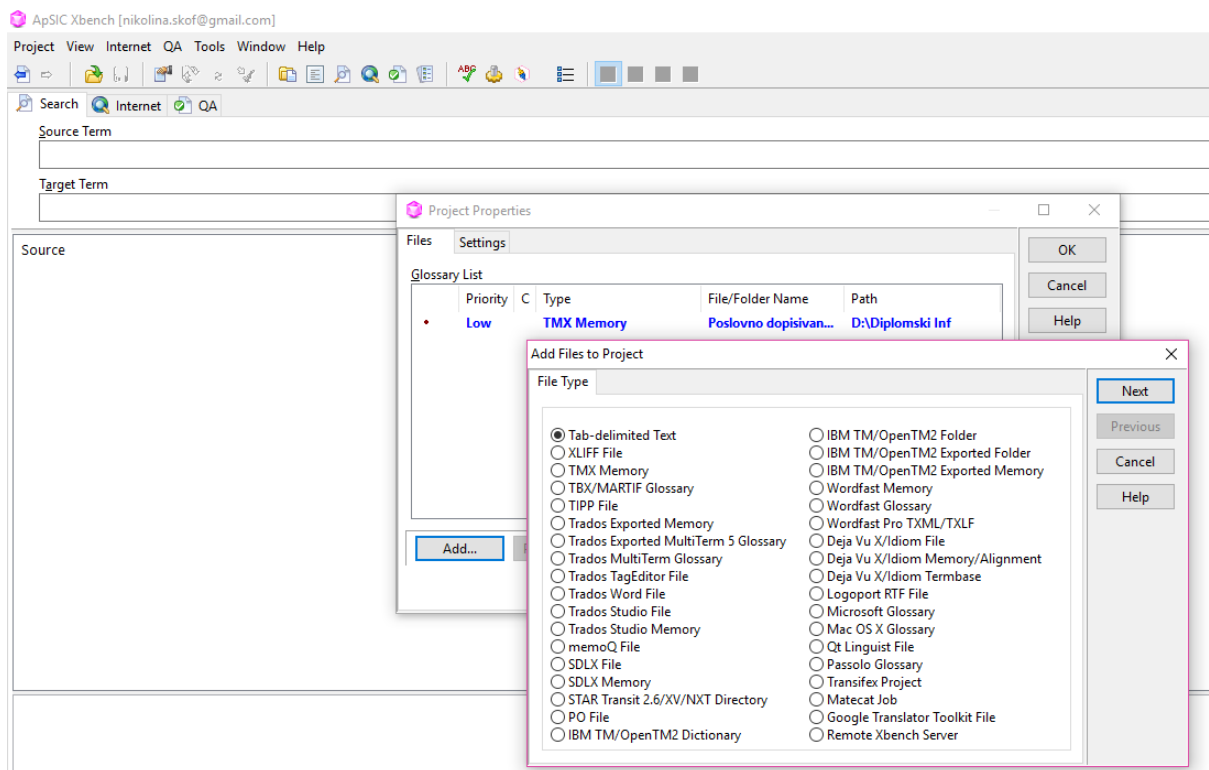 ApSIC Xbench [nikolina.skof@gmail.com]
Project View Internet QA Tools Window Help
ABC
Search Internet QA
Source Term
Target Term
Source
Project Properties
Files Settings
OK
Cancel
Help
Glossary List
Priority C Type File/Folder Name Path
Low TMX Memory Poslovno dopisivan... D:\Diplomski Inf
Add...
Add Files to Project
File Type
Next
Previous
Cancel
Help
Tab-delimited Text
XLIFF File
TMX Memory
TBX/MARTIF Glossary
TIPP File
Trados Exported Memory
Trados Exported MultiTerm 5 Glossary
Trados MultiTerm Glossary
Trados TagEditor File
Trados Word File
Trados Studio File
Trados Studio Memory
memoQ File
SDLX File
SDLX Memory
STAR Transit 2.6/XV/NXT Directory
PO File
IBM TM/OpenTM2 Dictionary
IBM TM/OpenTM2 Folder
IBM TM/OpenTM2 Exported Folder
IBM TM/OpenTM2 Exported Memory
Wordfast Memory
Wordfast Glossary
Wordfast Pro TXML/TXLF
Deja Vu X/Idiom File
Deja Vu X/Idiom Memory/Alignment
Deja Vu X/Idiom Termbase
Logoport RTF File
Microsoft Glossary
Mac OS X Glossary
Qt Linguist File
Passolo Glossary
Transifex Project
Matecat Job
Google Translator Toolkit File
Remote Xbench Server